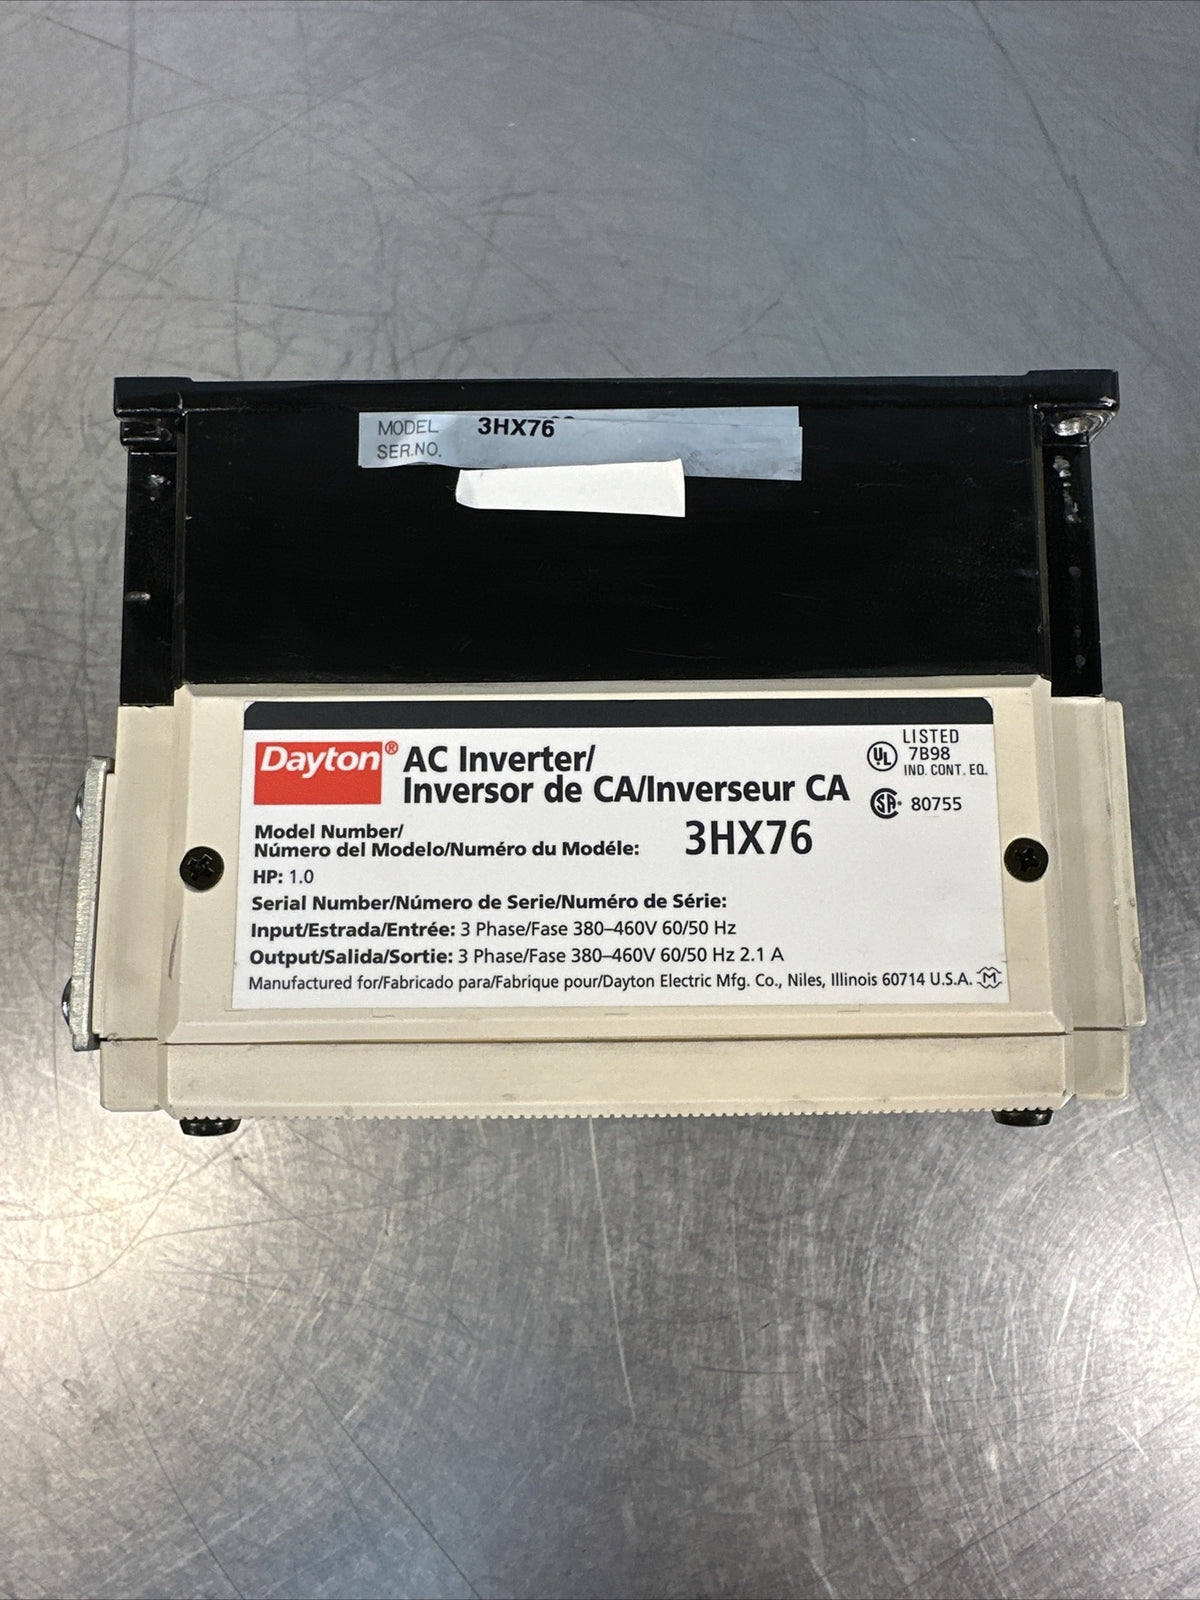 MODEL 3HX76
SER.NO.
Dayton® AC Inverter/
Inversor de CA/Inverseur CA
UL LISTED
7B98
IND. CONT. EQ.
SA 80755
Model Number/
Número del Modelo/Numéro du Modéle: 3HX76
HP: 1.0
Serial Number/Número de Serie/Numéro de Série:
Input/Estrada/Entrée: 3 Phase/Fase 380–460V 60/50 Hz
Output/Salida/Sortie: 3 Phase/Fase 380–460V 60/50 Hz 2.1 A
Manufactured for/Fabricado para/Fabrique pour/Dayton Electric Mfg. Co., Niles, Illinois 60714 U.S.A.